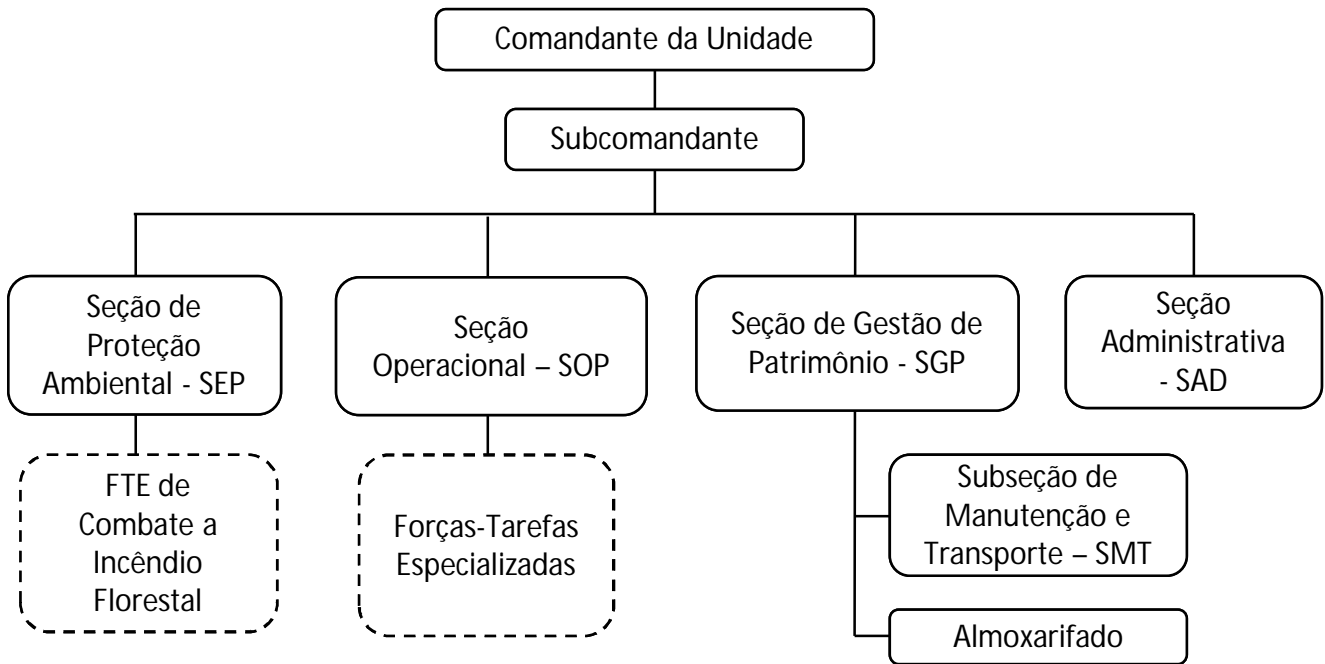 Comandante da Unidade
Subcomandante
Seção de
Proteção
Ambiental - SEP
Seção
Operacional – SOP
Seção de Gestão de
Patrimônio - SGP
Seção
Administrativa
- SAD
FTE de
Combate a
Incêndio
Florestal
Forças-Tarefas
Especializadas
Subseção de
Manutenção e
Transporte – SMT
Almoxarifado